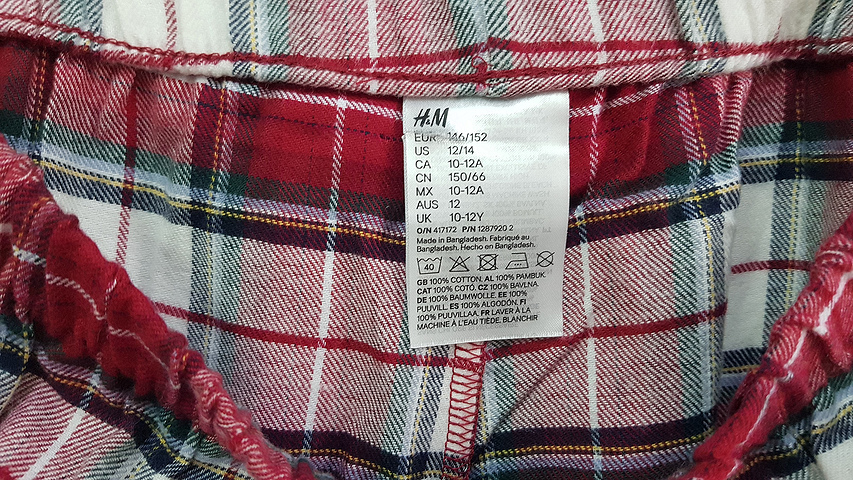 H&M
EUR 146/152
US 12/14
CA 10-12A
CN 150/66
MX 10-12A
AUS 12
UK 10-12Y
O/N 417172 P/N 1287920 2
Made in Bangladesh. Fabriqué au
Bangladesh. Hecho en Bangladesh.
40
GB 100% COTTON. AL 100% PAMBUK.
CAT 100% COTÓ. CZ 100% BAVLNA.
DE 100% BAUMWOLLE. EE 100%
PUUVILL. ES 100% ALGODÓN. FI
100% PUUVILLAA. FR LAVER À LA
MACHINE À L'EAU TIÈDE. BLANCHIR